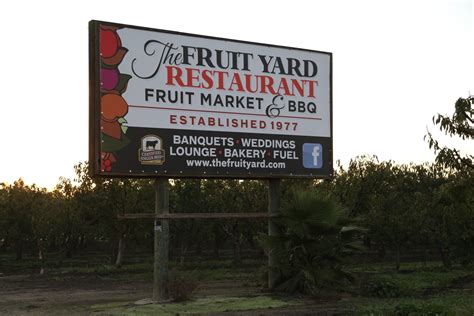 The FRUIT YARD
RESTAURANT
FRUIT MARKET & BBQ
ESTABLISHED 1977
BANQUETS • WEDDINGS
LOUNGE • BAKERY • FUEL
www.thefruityard.com
f